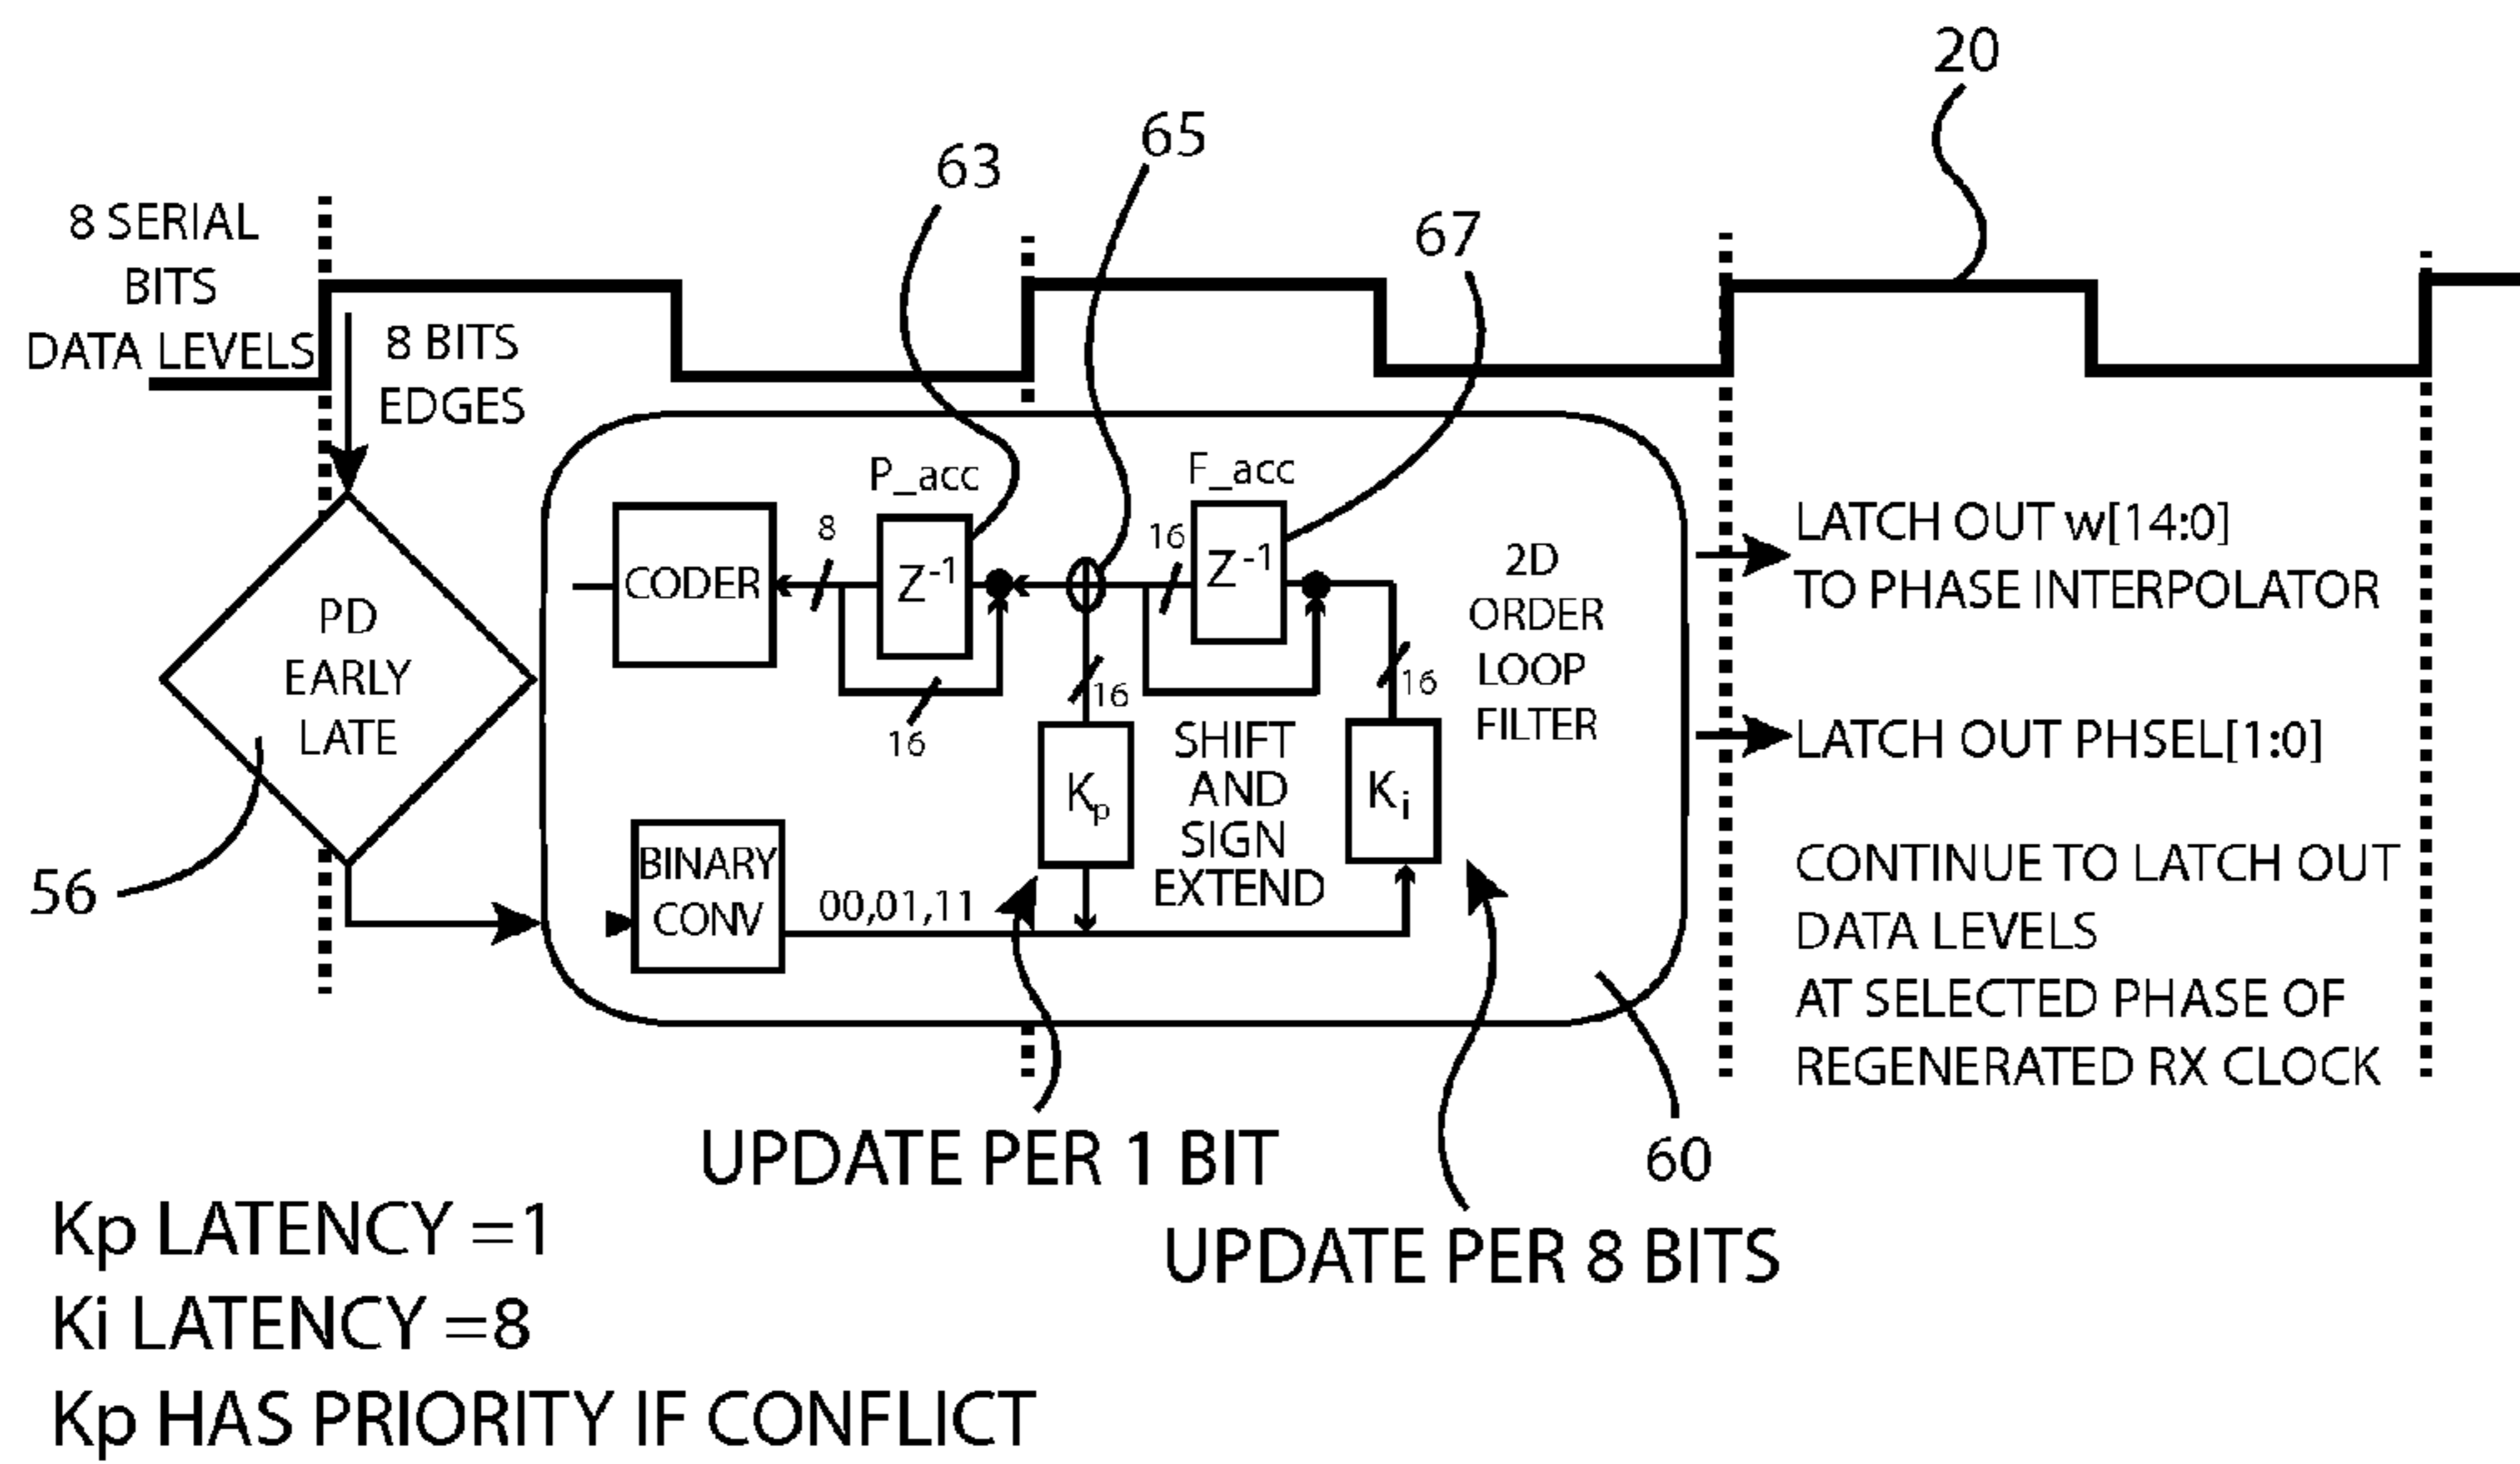 20
65
63
67
8 SERIAL
BITS
DATA LEVELS
8 BITS
EDGES
PD
EARLY
LATE
56
P_acc
F_acc
CODER
8
Z-1
16
16
Z-1
16
Kp
SHIFT
AND
SIGN
EXTEND
16
Ki
2D
ORDER
LOOP
FILTER
BINARY
CONV
00,01,11
LATCH OUT w[14:0]
TO PHASE INTERPOLATOR
LATCH OUT PHSEL[1:0]
CONTINUE TO LATCH OUT
DATA LEVELS
AT SELECTED PHASE OF
REGENERATED RX CLOCK
UPDATE PER 1 BIT
60
UPDATE PER 8 BITS
Kp LATENCY =1
Ki LATENCY =8
Kp HAS PRIORITY IF CONFLICT